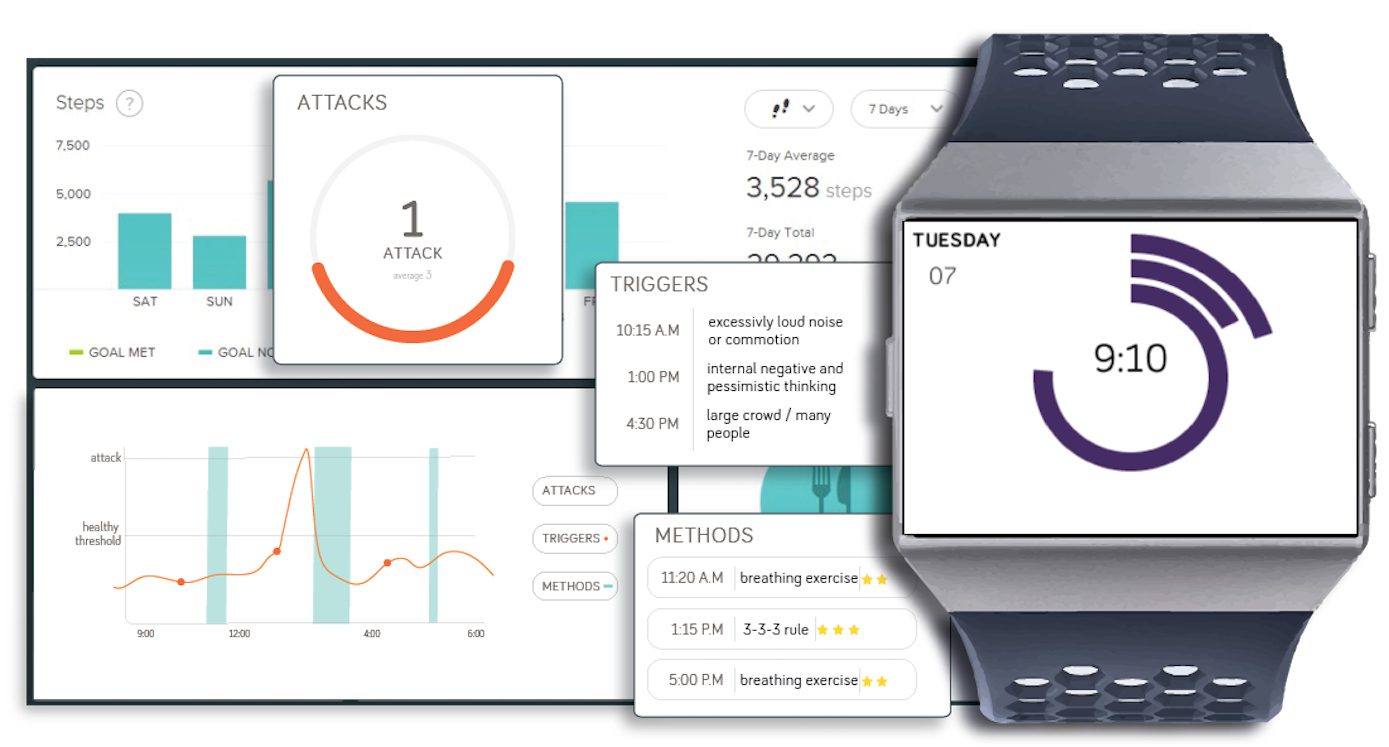 Steps ?
7,500
5,000
2,500
SAT SUN
GOAL MET GOAL
ATTACKS
1
ATTACK
average 3
7 Days
7-Day Average
3,528 steps
7-Day Total
TRIGGERS
10:15 A.M excessivly loud noise
or commotion
1:00 PM internal negative and
pessimistic thinking
4:30 PM large crowd / many
people
attack
healthy
threshold
9:00 12:00 4:00 6:00
ATTACKS
TRIGGERS
METHODS
METHODS
11:20 A.M breathing exercise
1:15 P.M 3-3-3 rule
5:00 P.M breathing exercise
TUESDAY
07
9:10